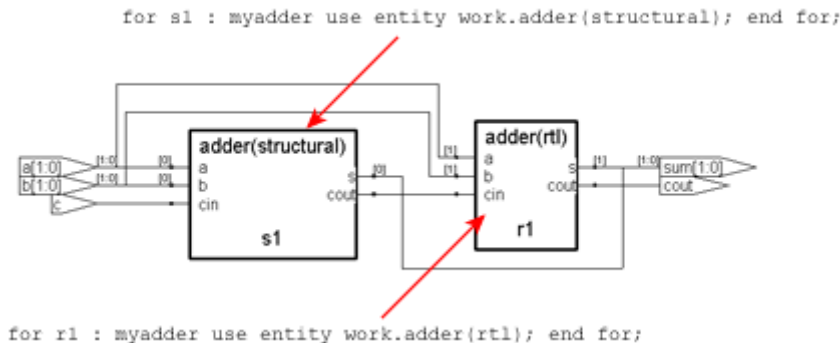 for s1 : myadder use entity work.adder(structural); end for;
adder(structural)
adder(rtl)
a[1:0]
[1:0]
[0]
a
b[1:0]
[1:0]
[0]
b
c
cin
s
[0]
cout
s1
[1]
a
[1]
b
cin
s
[1]
[1:0]
sum[1:0]
cout
cout
r1
for r1 : myadder use entity work.adder(rtl); end for;